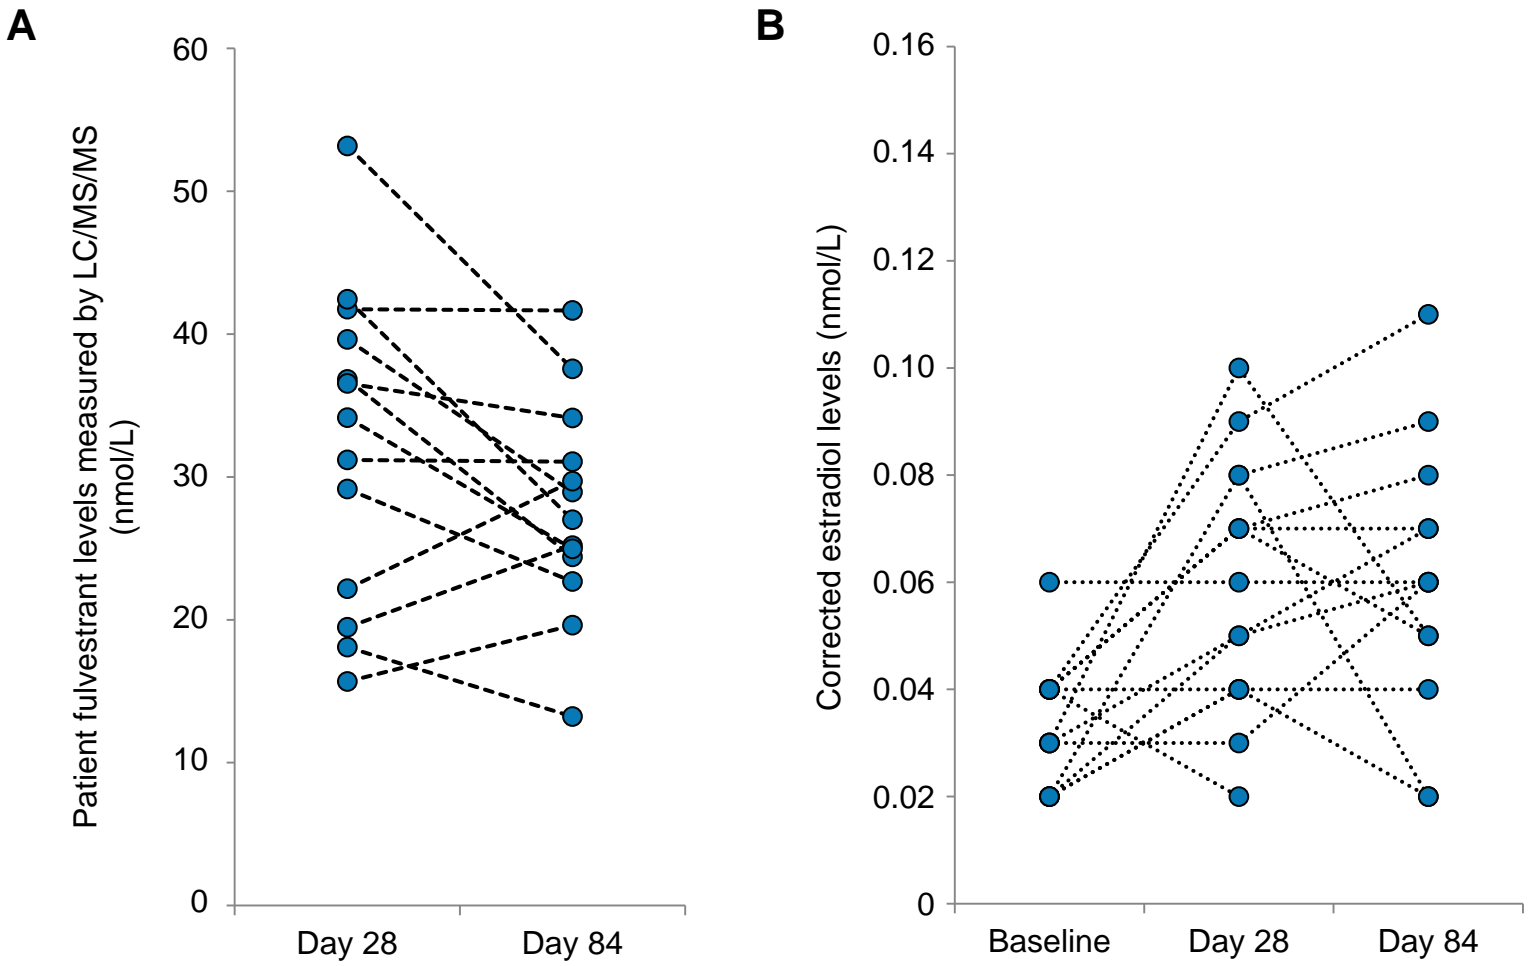 A
Patient fulvestrant levels measured by LC/MS/MS
(nmol/L)
60
50
40
30
20
10
0
Day 28
Day 84
B
Corrected estradiol levels (nmol/L)
0.16
0.14
0.12
0.10
0.08
0.06
0.04
0.02
0
Baseline
Day 28
Day 84